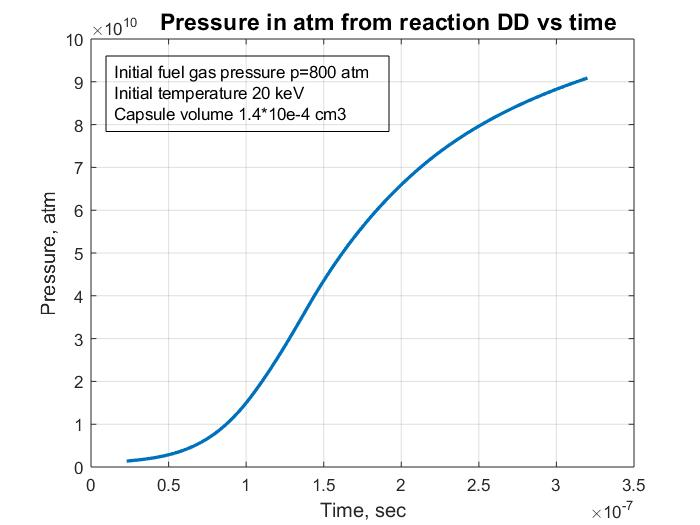 Pressure in atm from reaction DD vs time
×10¹⁰
Initial fuel gas pressure p=800 atm
Initial temperature 20 keV
Capsule volume 1.4*10e-4 cm3
10
9
8
7
6
5
4
3
2
1
0
Pressure, atm
0 0.5 1 1.5 2 2.5 3 3.5
Time, sec
×10⁻⁷